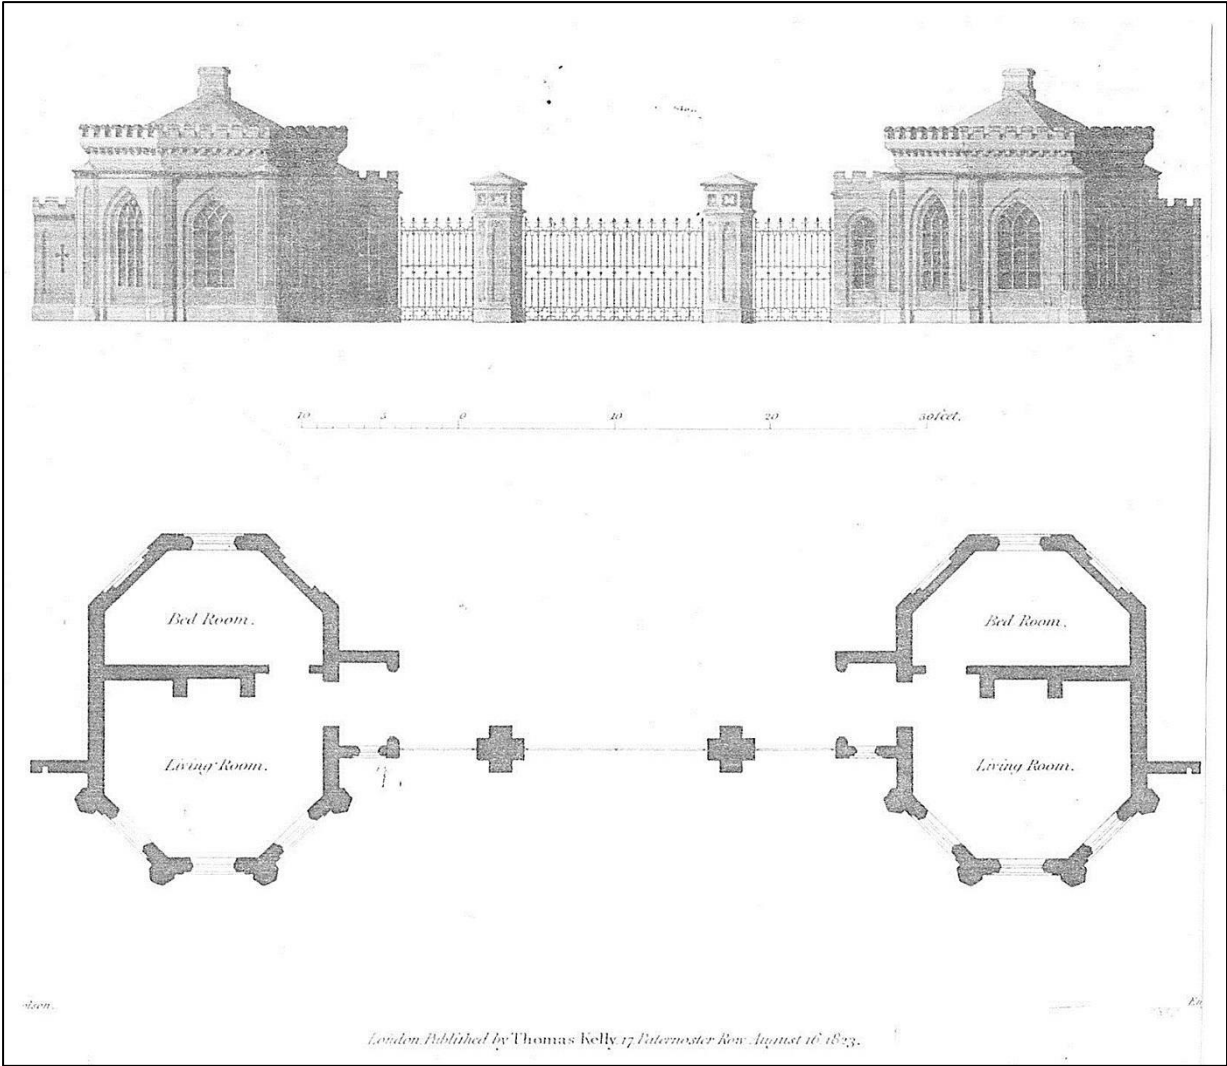 10 5 0 10 20 30 feet.
Bed Room. Bed Room.
Living Room. Living Room.
London, Published by Thomas Kelly, 17 Paternoster Row, August 16 1823.